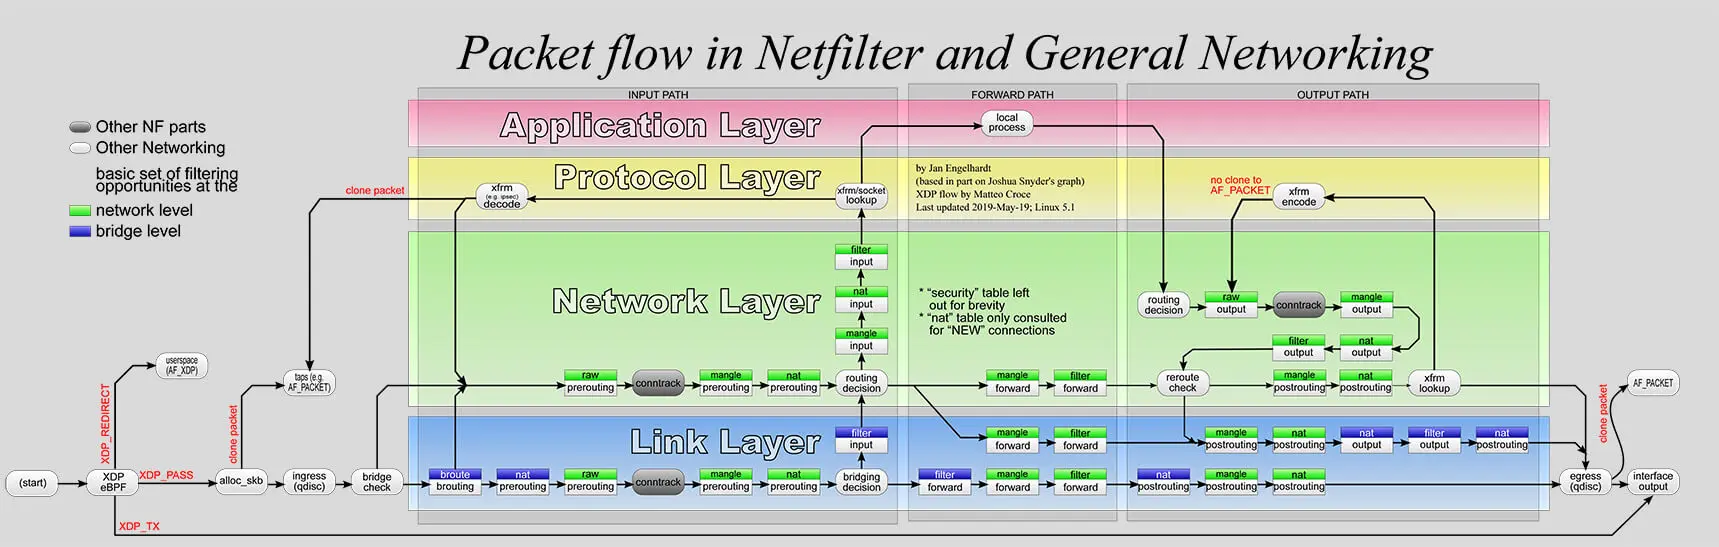 Packet flow in Netfilter and General Networking
INPUT PATH
FORWARD PATH
OUTPUT PATH
Other NF parts
Other Networking
basic set of filtering
opportunities at the
network level
bridge level
Application Layer
local
process
Protocol Layer
by Jan Engelhardt
(based in part on Joshua Snyder's graph)
XDP flow by Matteo Croce
Last updated 2019-May-19; Linux 5.1
clone packet
xfrm
(e.g. ipsec)
decode
xfrm/socket
lookup
no clone to
AF_PACKET
xfrm
encode
Network Layer
filter
input
nat
input
mangle
input
* “security” table left
out for brevity
* “nat” table only consulted
for “NEW” connections
routing
decision
raw
output
conntrack
mangle
output
filter
output
nat
output
userspace
(AF_XDP)
taps (e.g.
AF_PACKET)
raw
prerouting
conntrack
mangle
prerouting
nat
prerouting
routing
decision
mangle
forward
filter
forward
reroute
check
mangle
postrouting
nat
postrouting
xfrm
lookup
AF_PACKET
XDP_REDIRECT
clone packet
clone packet
Link Layer
filter
input
mangle
forward
filter
forward
mangle
postrouting
nat
postrouting
nat
output
filter
output
nat
postrouting
(start)
XDP
eBPF
XDP_PASS
alloc_skb
ingress
(qdisc)
bridge
check
broute
brouting
nat
prerouting
raw
prerouting
conntrack
mangle
prerouting
nat
prerouting
bridging
decision
filter
forward
mangle
forward
filter
forward
nat
postrouting
mangle
postrouting
nat
postrouting
egress
(qdisc)
interface
output
XDP_TX